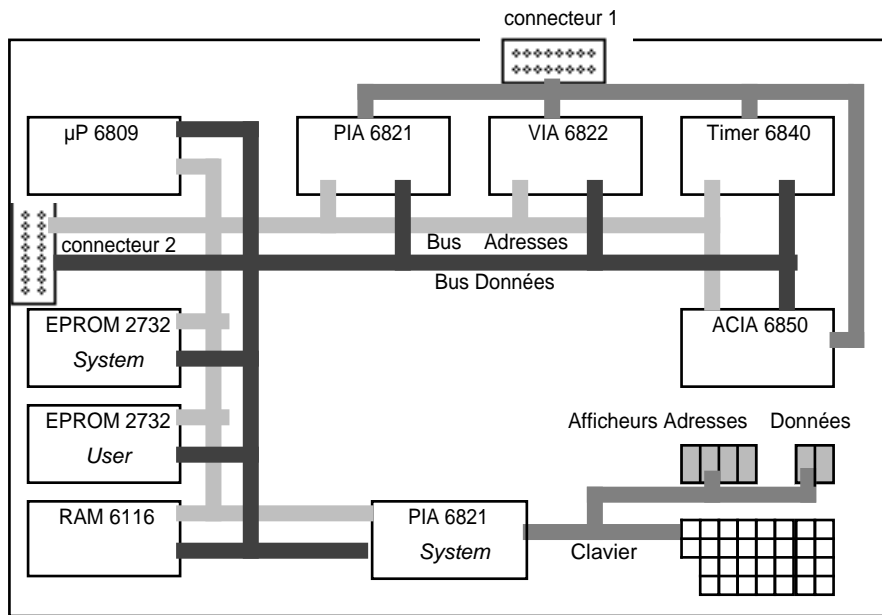 connecteur 1
µP 6809
PIA 6821
VIA 6822
Timer 6840
connecteur 2
Bus Adresses
Bus Données
EPROM 2732
System
ACIA 6850
EPROM 2732
User
Afficheurs Adresses Données
RAM 6116
PIA 6821
System
Clavier